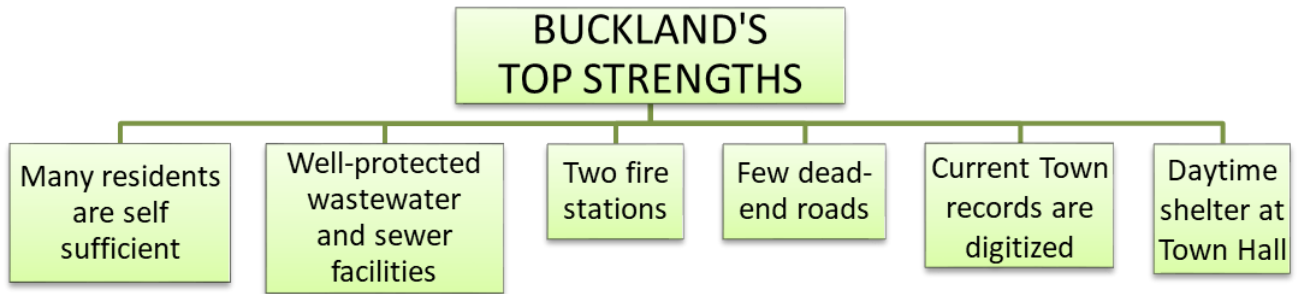 BUCKLAND'S
TOP STRENGTHS
Many residents
are self
sufficient
Well-protected
wastewater
and sewer
facilities
Two fire
stations
Few dead-
end roads
Current Town
records are
digitized
Daytime
shelter at
Town Hall